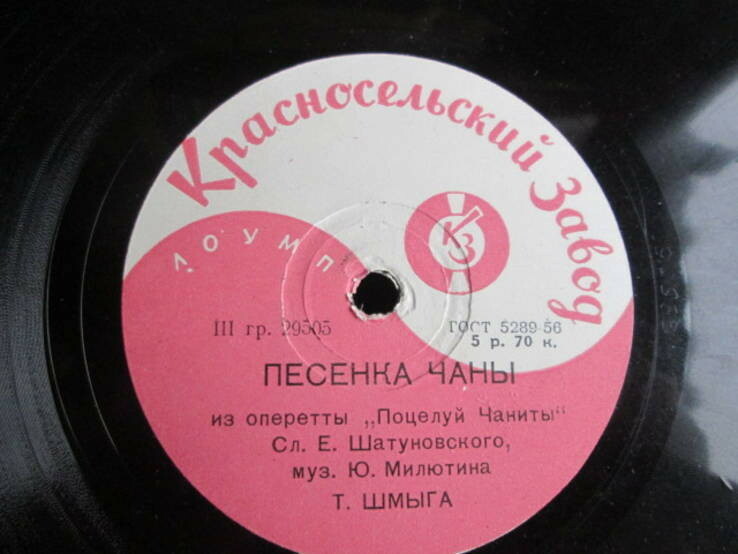 Красносельский Завод
ЛОУМП
КЗ
III гр. 29505
ГОСТ 5289-56
5 р. 70 к.
ПЕСЕНКА ЧАНЫ
из оперетты „Поцелуй Чаниты“
Сл. Е. Шатуновского,
муз. Ю. Милютина
Т. ШМЫГА